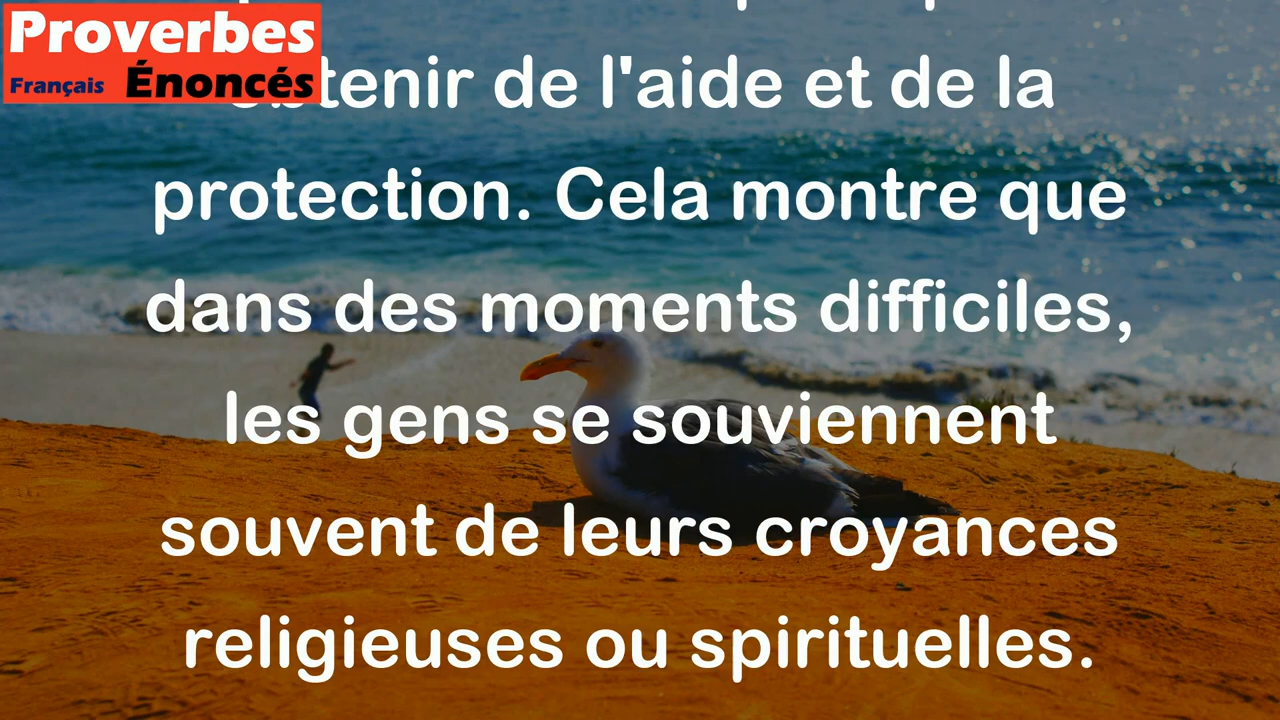 Proverbes
Français Énoncés
obtenir de l'aide et de la
protection. Cela montre que
dans des moments difficiles,
les gens se souviennent
souvent de leurs croyances
religieuses ou spirituelles.